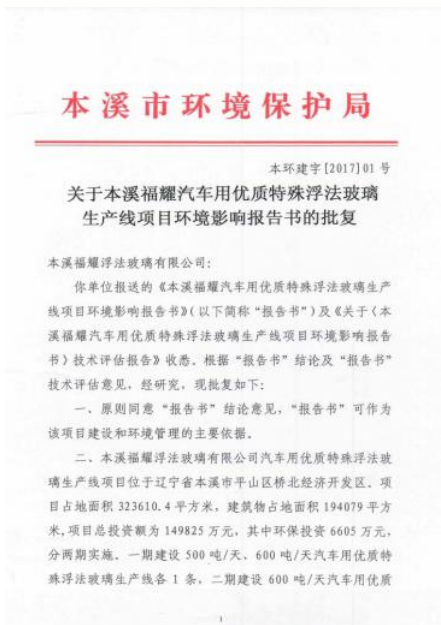 本溪市环境保护局
本环建字[2017]01号
关于本溪福耀汽车用优质特殊浮法玻璃
生产线项目环境影响报告书的批复
本溪福耀浮法玻璃有限公司:
你单位报送的《本溪福耀汽车用优质特殊浮法玻璃生产
线项目环境影响报告书》(以下简称“报告书”)及《关于〈本
溪福耀汽车用优质特殊浮法玻璃生产线项目环境影响报告
书〉技术评估报告》收悉。根据“报告书”结论及“报告书”
技术评估意见,经研究,现批复如下:
一、原则同意“报告书”结论意见,“报告书”可作为
该项目建设和环境管理的主要依据。
二、本溪福耀浮法玻璃有限公司汽车用优质特殊浮法玻
璃生产线项目位于辽宁省本溪市平山区桥北经济开发区。项
目占地面积323610.4平方米,建筑物占地面积194079平方
米,项目总投资额为149825万元,其中环保投资6605万元,
分两期实施。一期建设500吨/天、600吨/天汽车用优质特
殊浮法玻璃生产线各1条,二期建设600吨/天汽车用优质
1